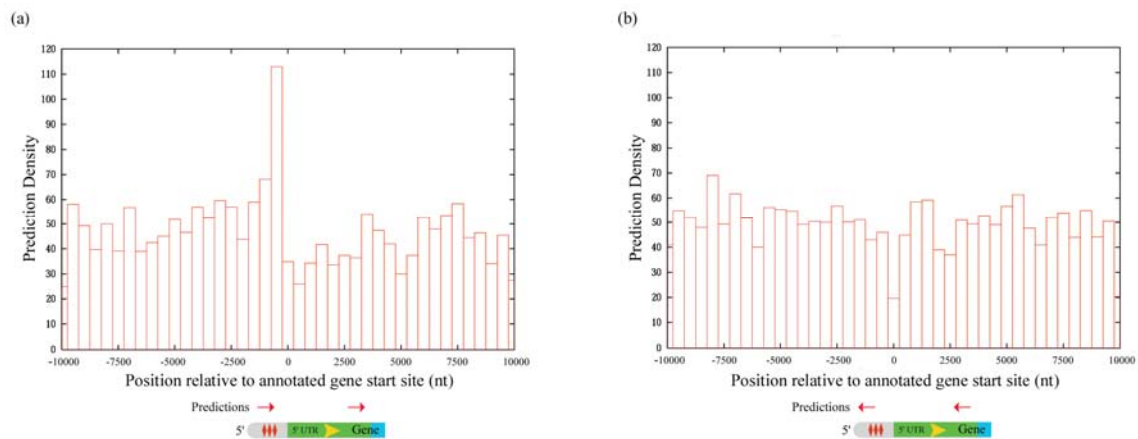 (a)
(b)
Prediction Density
120
110
100
90
80
70
60
50
40
30
20
10
0
-10000 -7500 -5000 -2500 0 2500 5000 7500 10000
Position relative to annotated gene start site (nt)
Predictions
5' 5' UTR Gene
Prediction Density
120
110
100
90
80
70
60
50
40
30
20
10
0
-10000 -7500 -5000 -2500 0 2500 5000 7500 10000
Position relative to annotated gene start site (nt)
Predictions
5' 5' UTR Gene